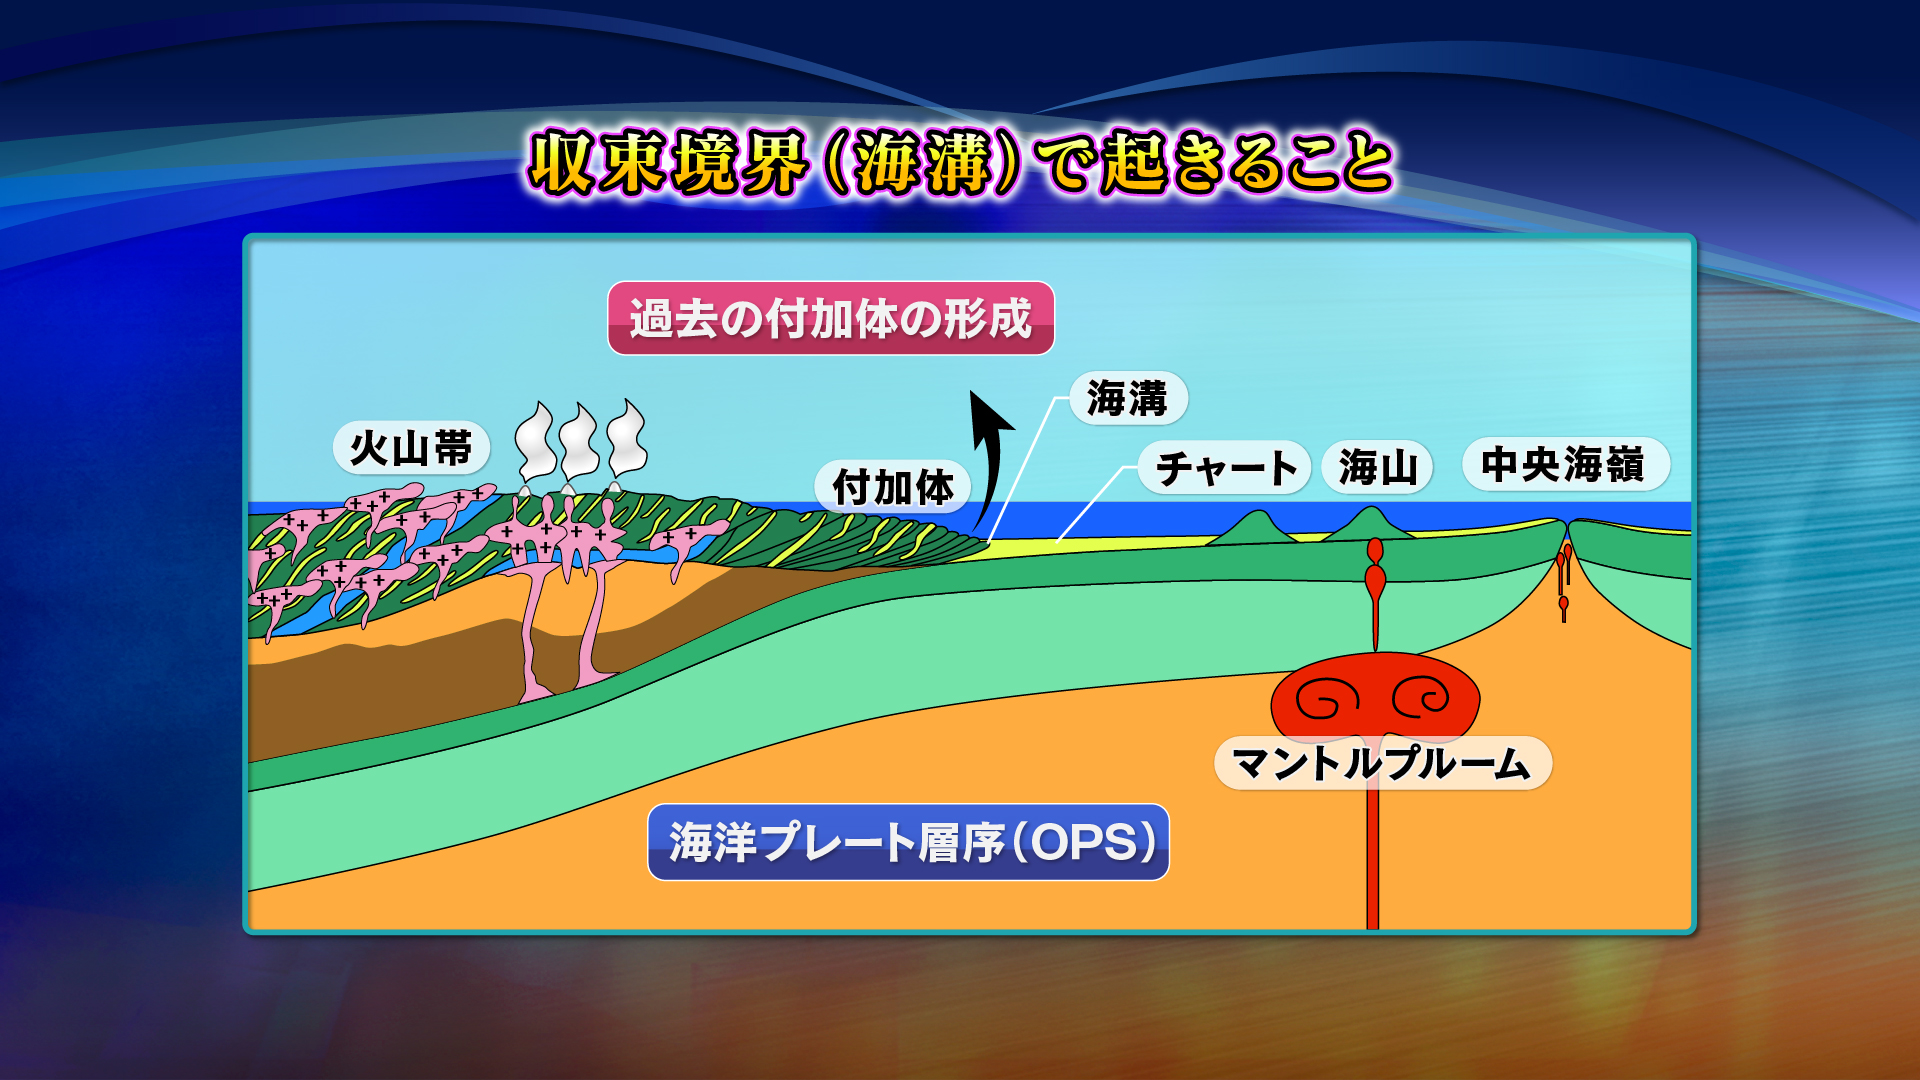 収束境界（海溝）で起きること
過去の付加体の形成
海溝
火山帯
付加体
チャート
海山
中央海嶺
マントルプルーム
海洋プレート層序（OPS）